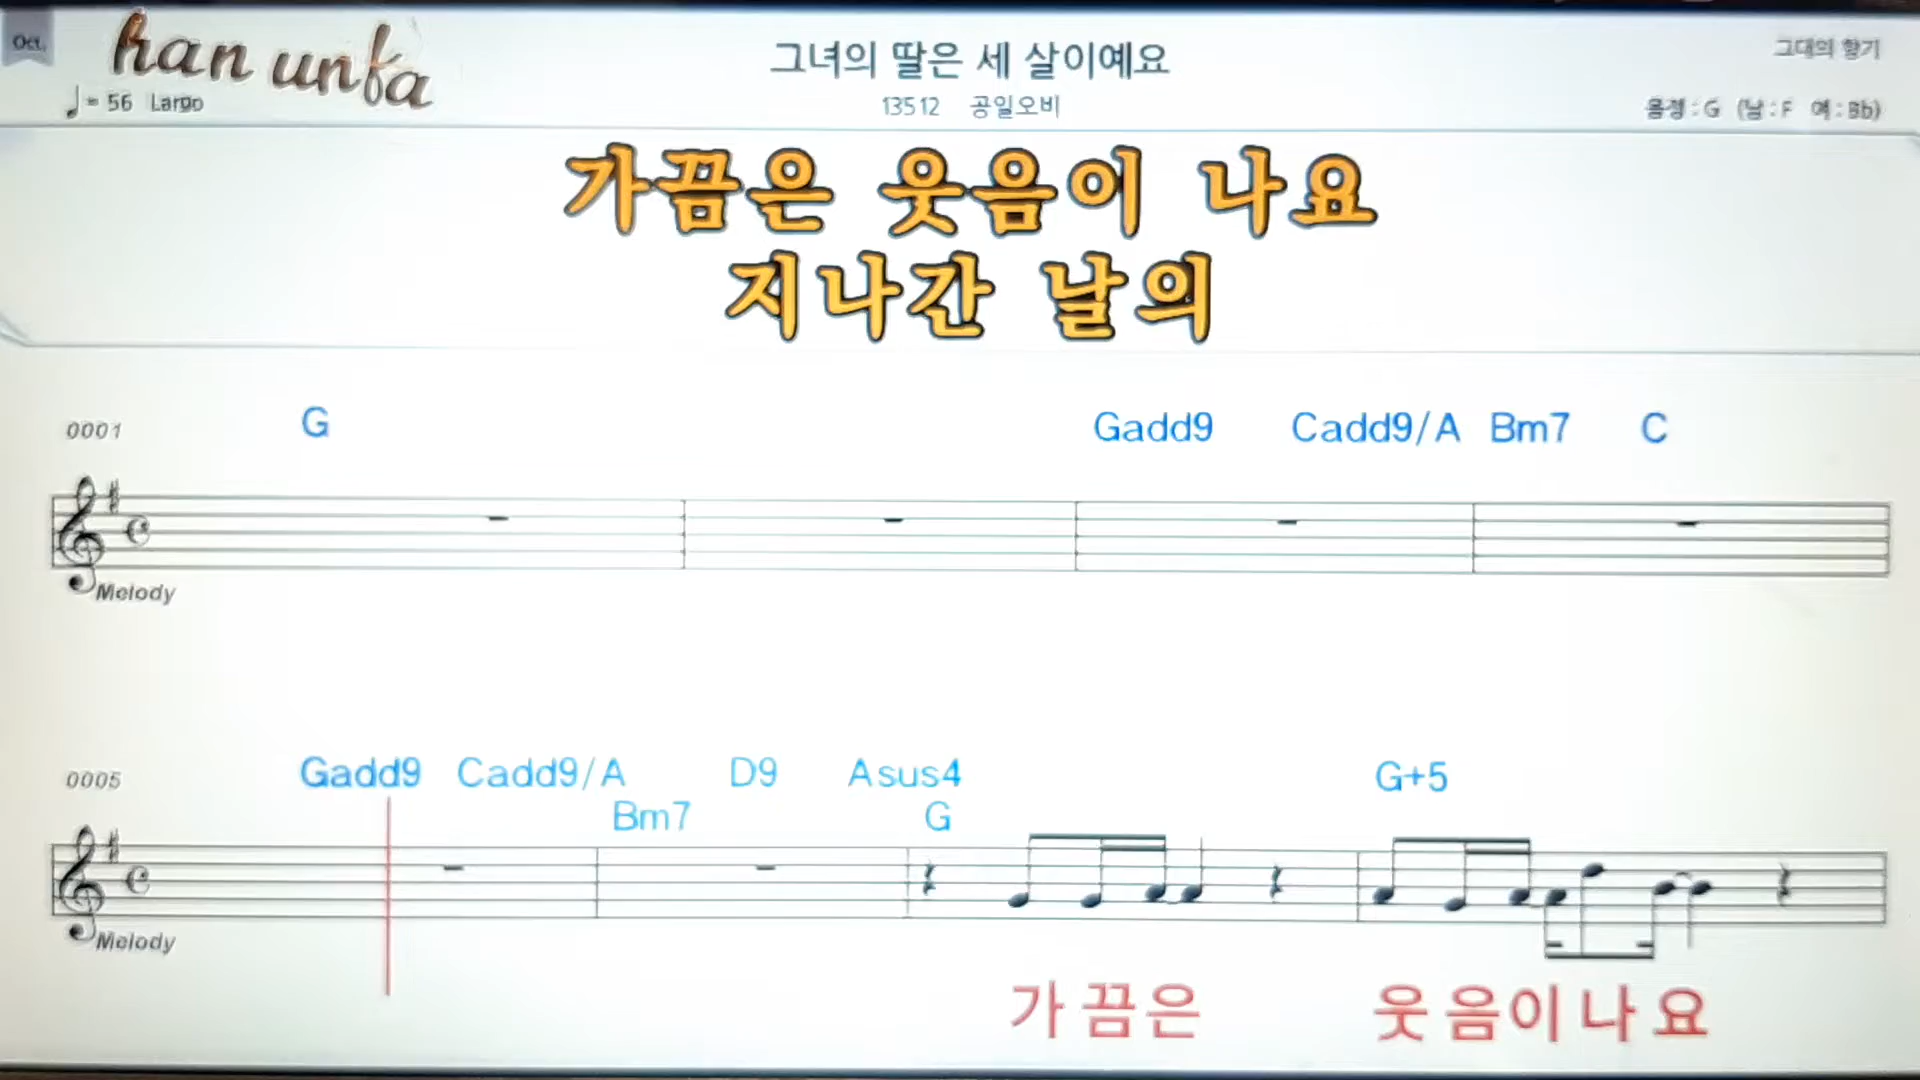 Oct.
han unfa
그녀의 딸은 세 살이예요
그대의 향기
♩= 56 Largo
13512 공일오비
음정 : G (남 : F 여 : Bb)
가끔은 웃음이 나요
지나간 날의
0001
G Gadd9 Cadd9/A Bm7 C
Melody
0005
Gadd9 Cadd9/A D9 Asus4 G+5
Bm7 G
Melody
가 끔은 웃 음이 나 요